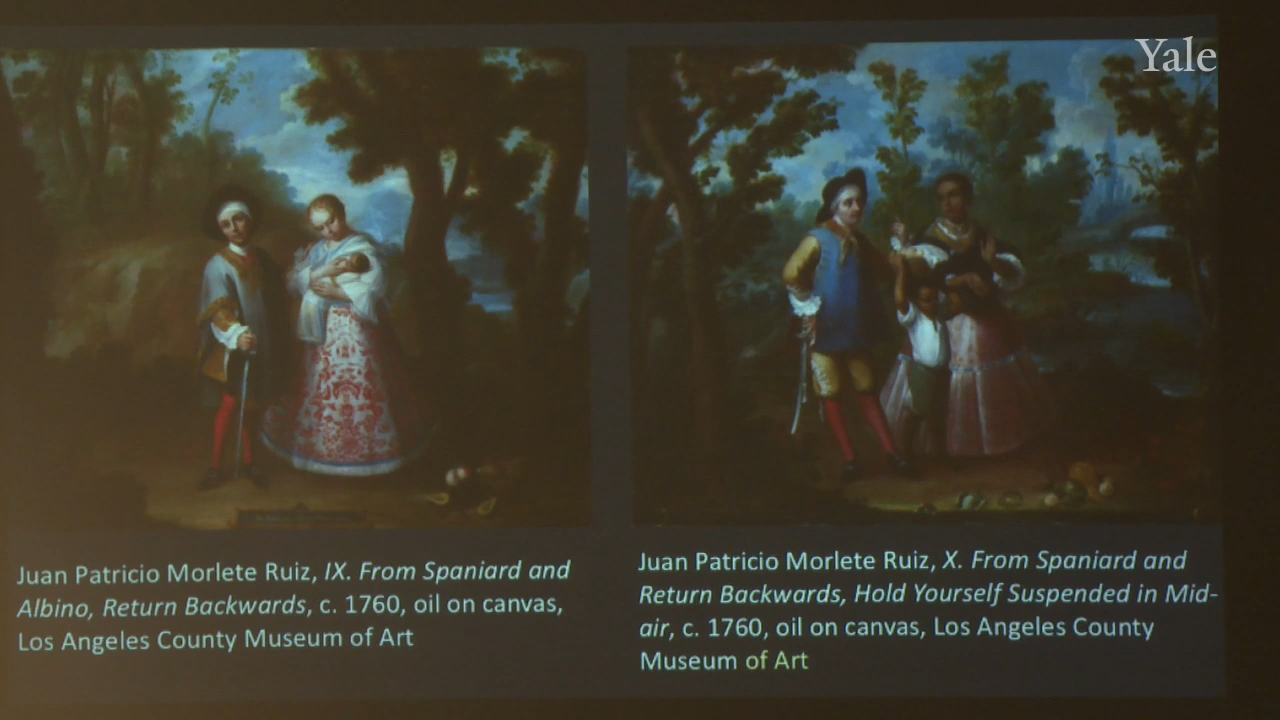 Yale
Juan Patricio Morlete Ruiz, IX. From Spaniard and
Albino, Return Backwards, c. 1760, oil on canvas,
Los Angeles County Museum of Art
Juan Patricio Morlete Ruiz, X. From Spaniard and
Return Backwards, Hold Yourself Suspended in Mid-
air, c. 1760, oil on canvas, Los Angeles County
Museum of Art